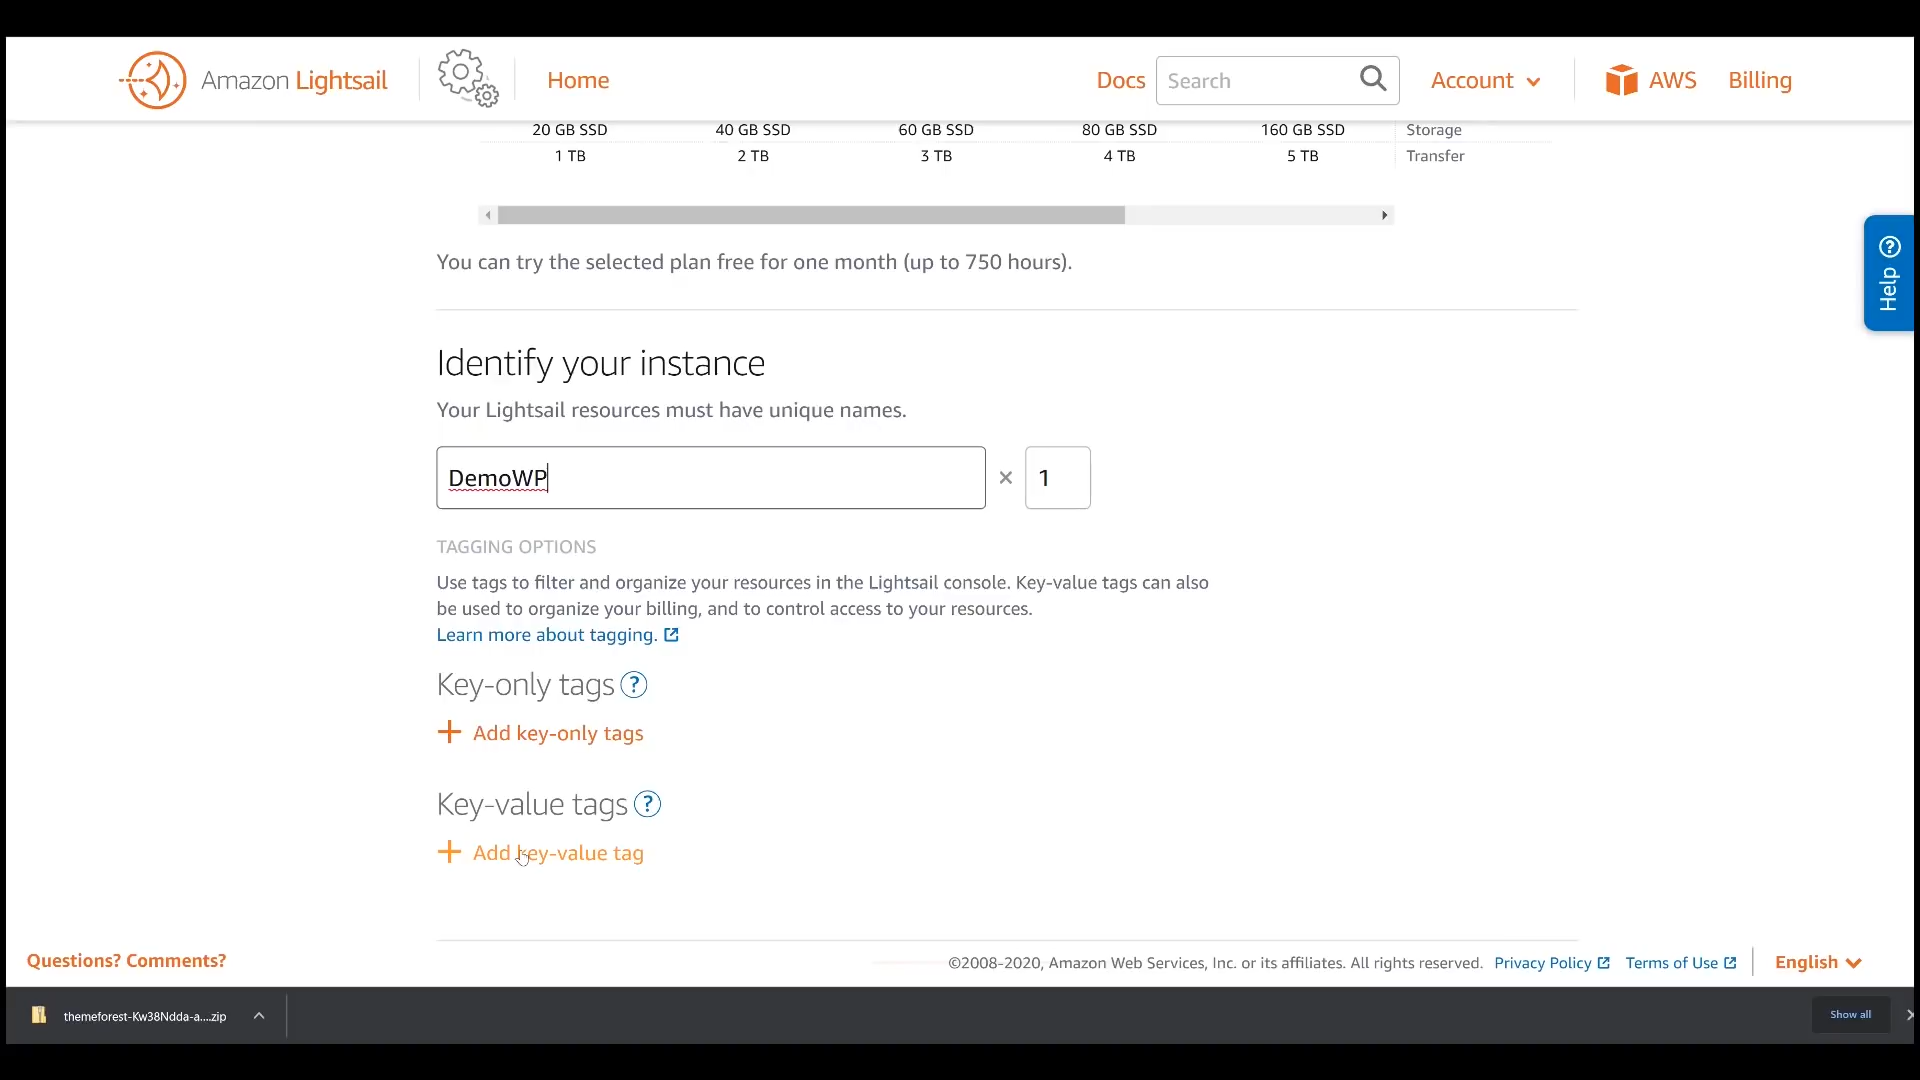 Amazon Lightsail
Home
Docs
Search
Account
AWS
Billing
20 GB SSD 40 GB SSD 60 GB SSD 80 GB SSD 160 GB SSD Storage
1 TB 2 TB 3 TB 4 TB 5 TB Transfer
You can try the selected plan free for one month (up to 750 hours).
Help ?
Identify your instance
Your Lightsail resources must have unique names.
DemoWP × 1
TAGGING OPTIONS
Use tags to filter and organize your resources in the Lightsail console. Key-value tags can also
be used to organize your billing, and to control access to your resources.
Learn more about tagging.
Key-only tags ?
+ Add key-only tags
Key-value tags ?
+ Add key-value tag
Questions? Comments?
©2008-2020, Amazon Web Services, Inc. or its affiliates. All rights reserved. Privacy Policy Terms of Use
English
themeforest-Kw38Ndda-a....zip
Show all